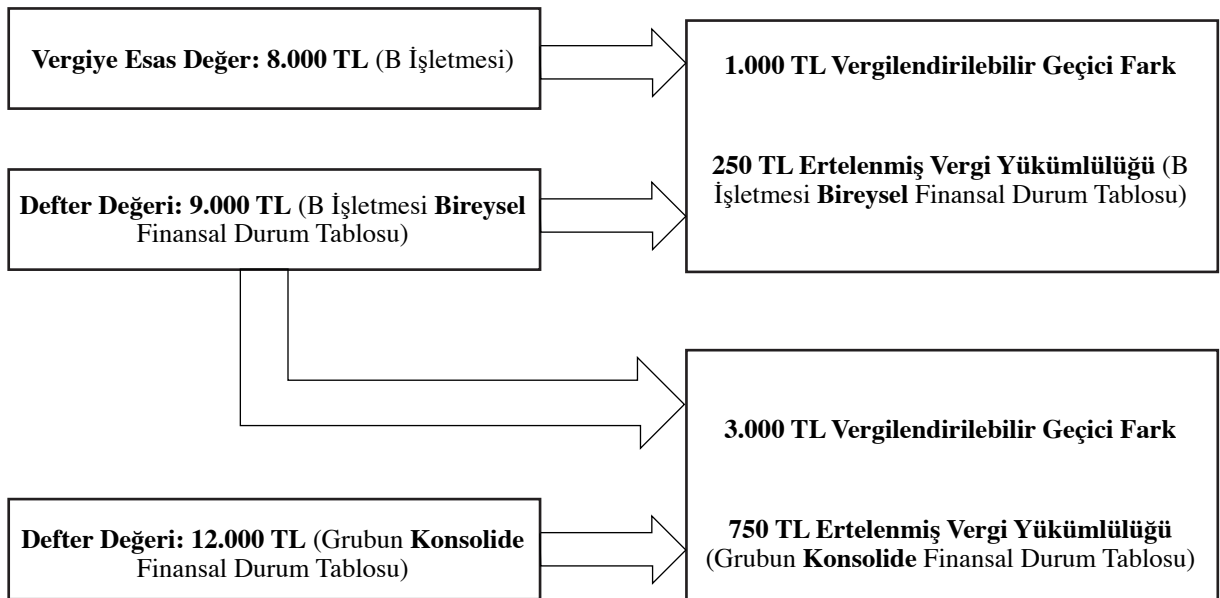 Vergiye Esas Değer: 8.000 TL (B İşletmesi)
1.000 TL Vergilendirilebilir Geçici Fark
250 TL Ertelenmiş Vergi Yükümlülüğü (B
İşletmesi Bireysel Finansal Durum Tablosu)
Defter Değeri: 9.000 TL (B İşletmesi Bireysel
Finansal Durum Tablosu)
3.000 TL Vergilendirilebilir Geçici Fark
750 TL Ertelenmiş Vergi Yükümlülüğü
(Grubun Konsolide Finansal Durum Tablosu)
Defter Değeri: 12.000 TL (Grubun Konsolide
Finansal Durum Tablosu)